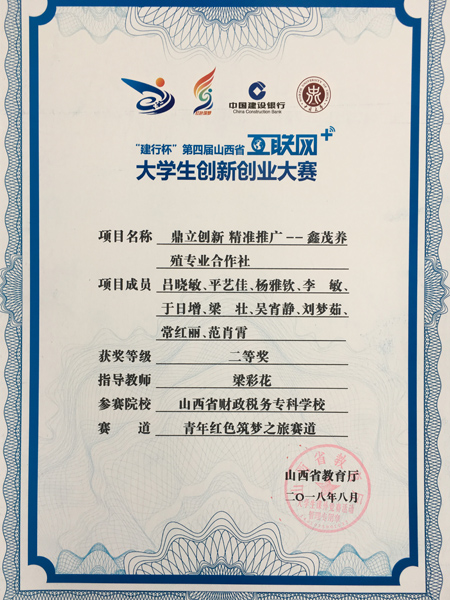 中国建设银行
China Construction Bank
"建行杯"第四届山西省互联网+
大学生创新创业大赛
项目名称 鼎立创新 精准推广--鑫茂养
殖专业合作社
项目成员 吕晓敏、平艺佳、杨雅钦、李 敏、
于日增、梁 壮、吴宵静、刘梦茹、
常红丽、范肖霄
获奖等级 二等奖
指导教师 梁彩花
参赛院校 山西省财政税务专科学校
赛 道 青年红色筑梦之旅赛道
山西省教育厅
二〇一八年八月